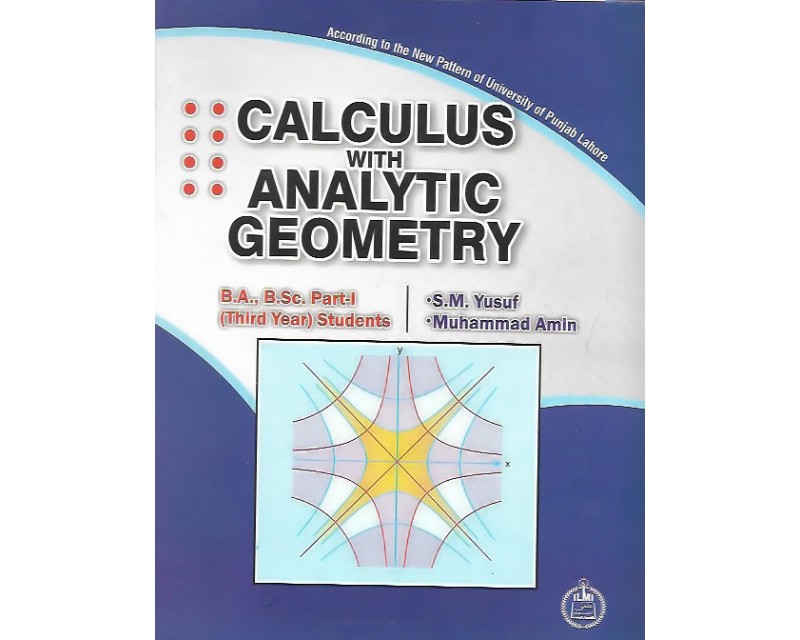 According to the New Pattern of University of Punjab Lahore
CALCULUS
WITH
ANALYTIC
GEOMETRY
B.A., B.Sc. Part-I
(Third Year) Students
•S.M. Yusuf
•Muhammad Amin
y
x
ILMI